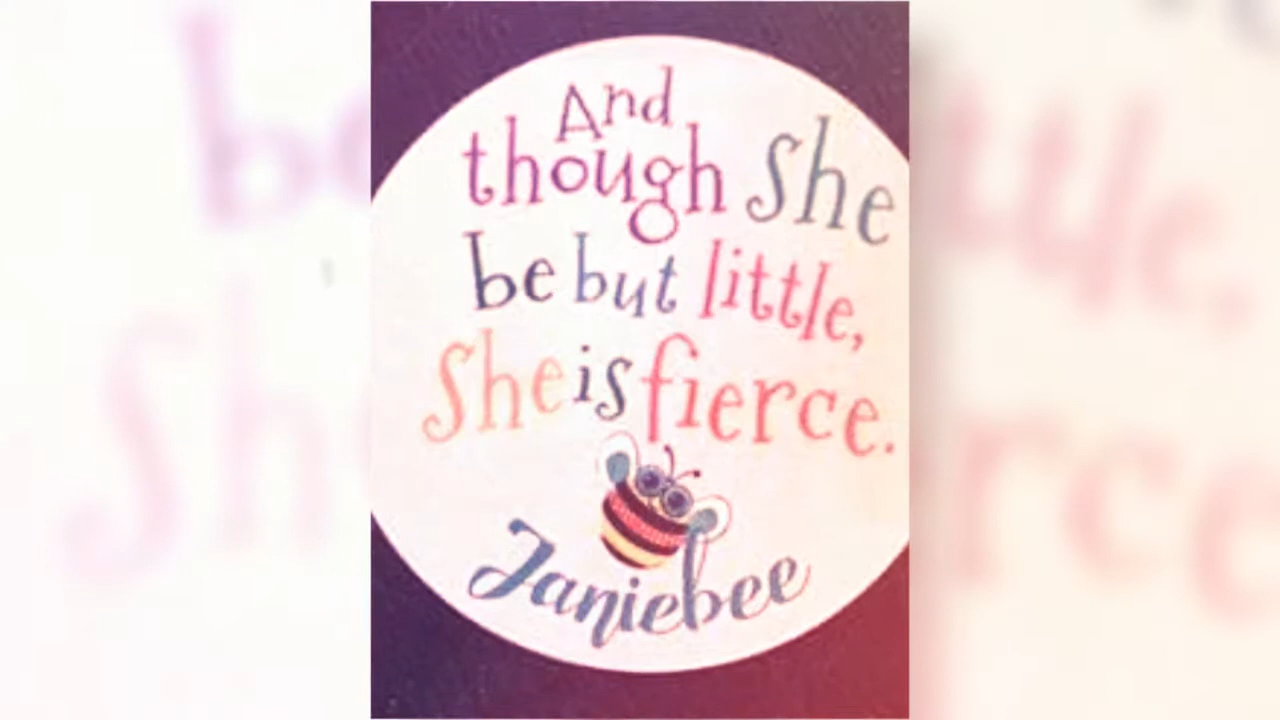 And
though She
be but little,
She is fierce.
Janiebee